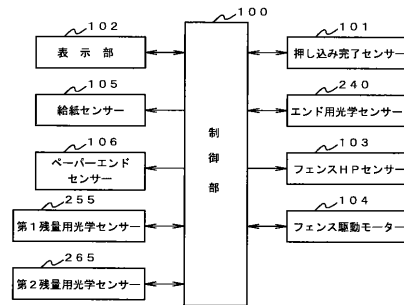 100
102
表示部
101
押し込み完了センサー
105
給紙センサー
240
エンド用光学センサー
106
ペーパーエンド
センサー
制御部
103
フェンスHPセンサー
255
第1残量用光学センサー
104
フェンス駆動モーター
265
第2残量用光学センサー